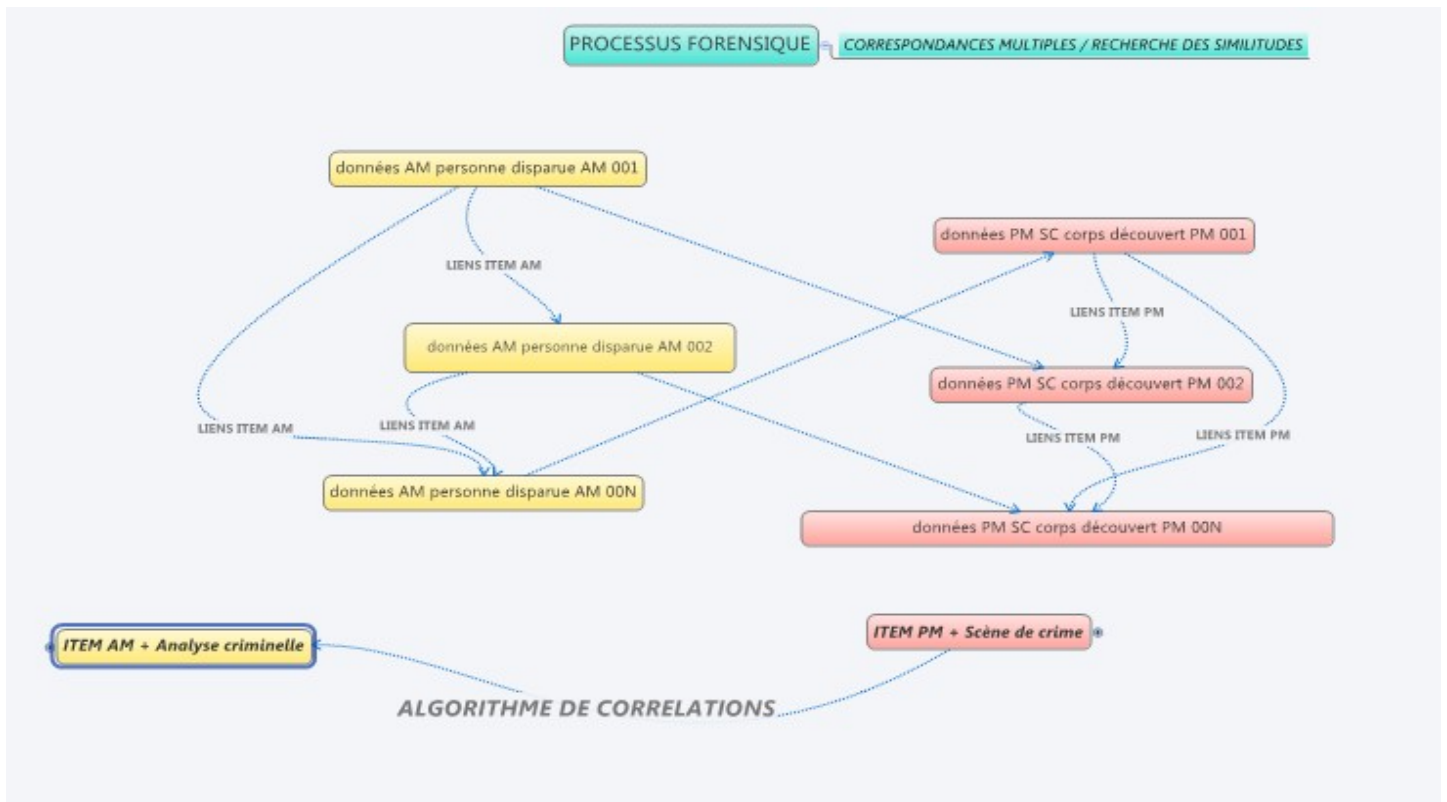 PROCESSUS FORENSIQUE
CORRESPONDANCES MULTIPLES / RECHERCHE DES SIMILITUDES
données AM personne disparue AM 001
données PM SC corps découvert PM 001
LIENS ITEM AM
LIENS ITEM PM
données AM personne disparue AM 002
données PM SC corps découvert PM 002
LIENS ITEM AM
LIENS ITEM AM
LIENS ITEM PM
LIENS ITEM PM
données AM personne disparue AM 00N
données PM SC corps découvert PM 00N
ITEM AM + Analyse criminelle
ITEM PM + Scène de crime
ALGORITHME DE CORRELATIONS